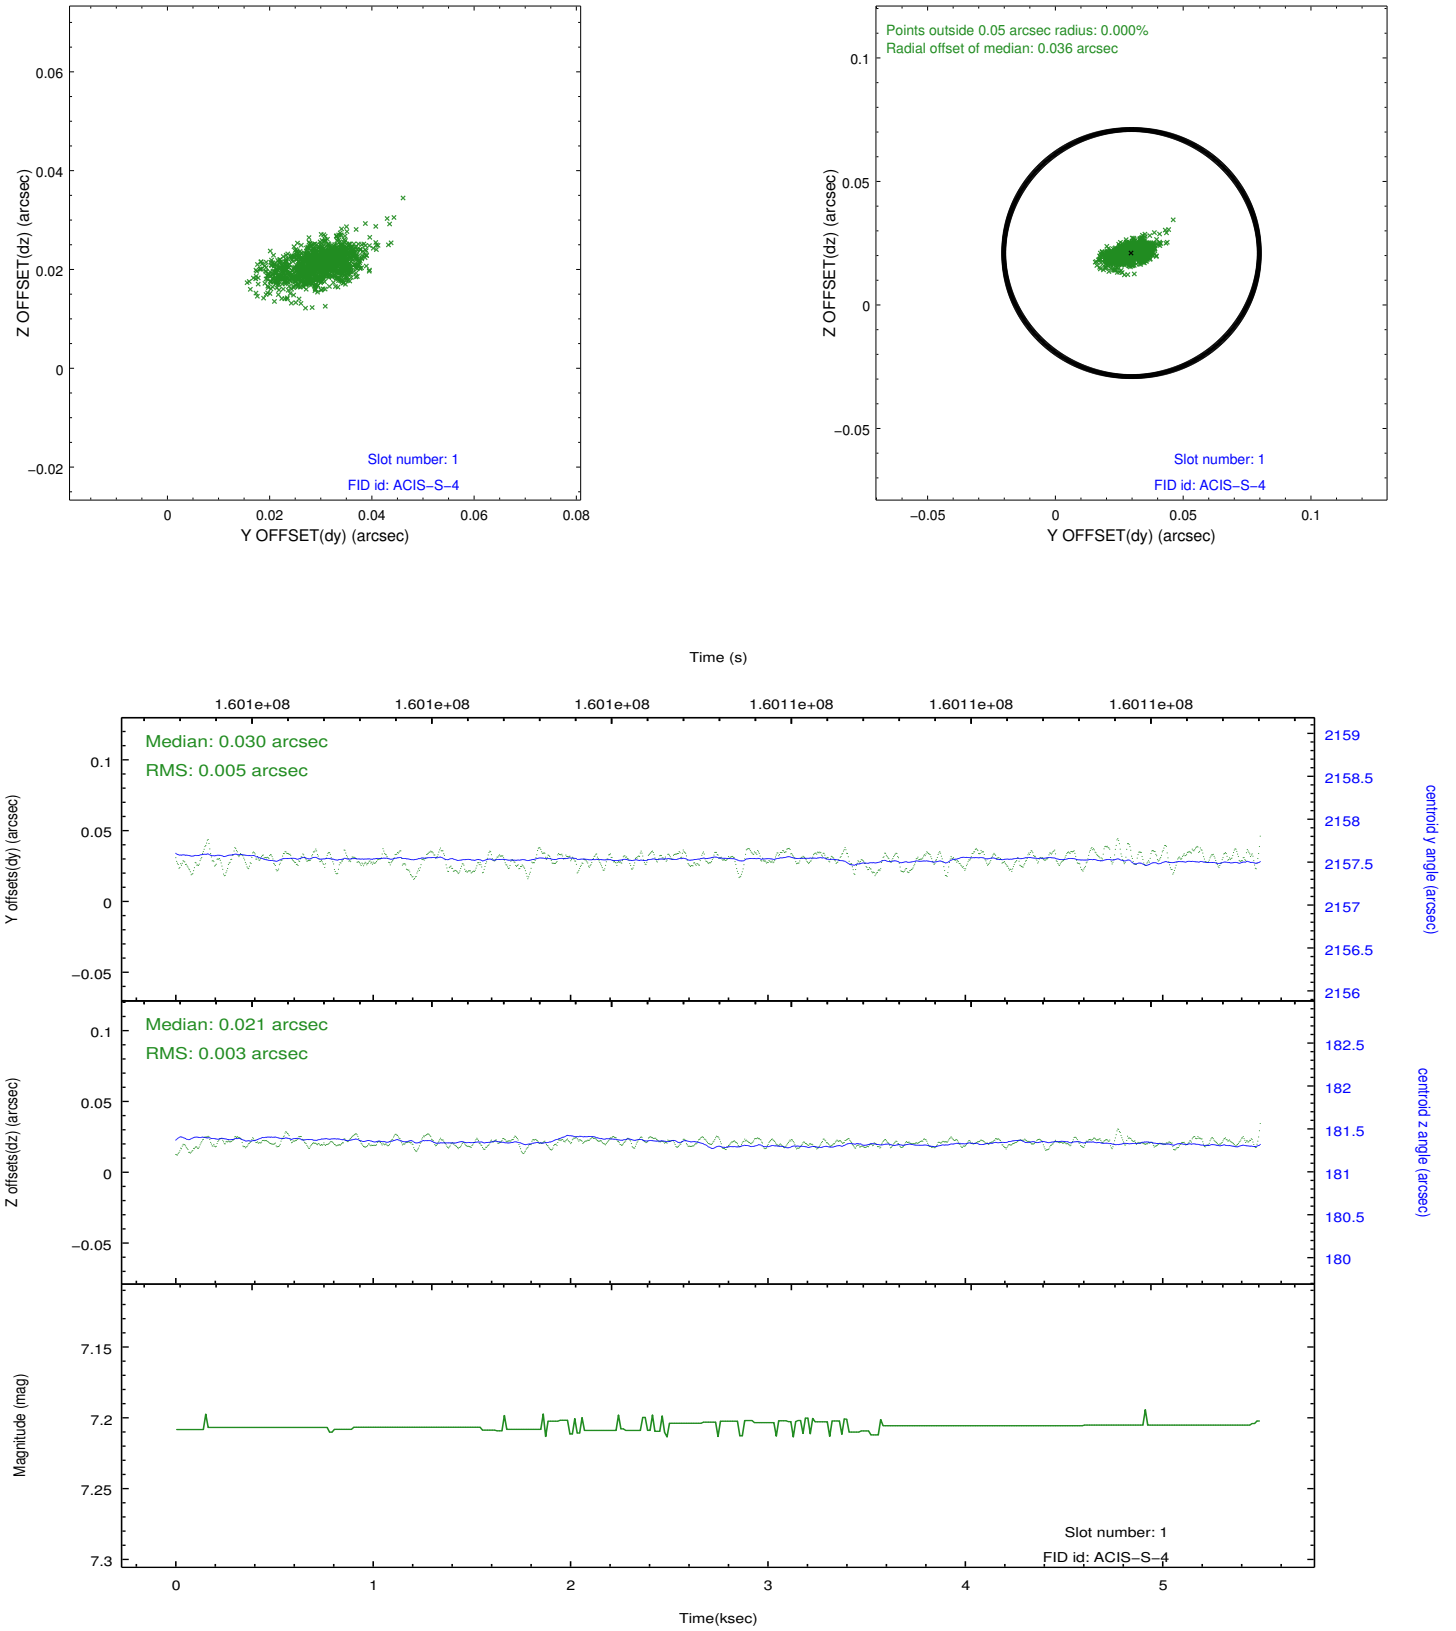 Points outside 0.05 arcsec radius: 0.000%
Radial offset of median: 0.036 arcsec
0.06
0.04
0.02
0
−0.02
Z OFFSET(dz) (arcsec)
Slot number: 1
FID id: ACIS−S−4
0 0.02 0.04 0.06 0.08
Y OFFSET(dy) (arcsec)
0.1
0.05
0
−0.05
Z OFFSET(dz) (arcsec)
Slot number: 1
FID id: ACIS−S−4
−0.05 0 0.05 0.1
Y OFFSET(dy) (arcsec)
Time (s)
1.601e+08 1.601e+08 1.601e+08 1.6011e+08 1.6011e+08 1.6011e+08
Median: 0.030 arcsec
RMS: 0.005 arcsec
0.1
0.05
0
−0.05
Y offsets(dy) (arcsec)
2159
2158.5
2158
2157.5
2157
2156.5
2156
centroid y angle (arcsec)
Median: 0.021 arcsec
RMS: 0.003 arcsec
0.1
0.05
0
−0.05
Z offsets(dz) (arcsec)
182.5
182
181.5
181
180.5
180
centroid z angle (arcsec)
7.15
7.2
7.25
7.3
Magnitude (mag)
Slot number: 1
FID id: ACIS−S−4
0 1 2 3 4 5
Time(ksec)